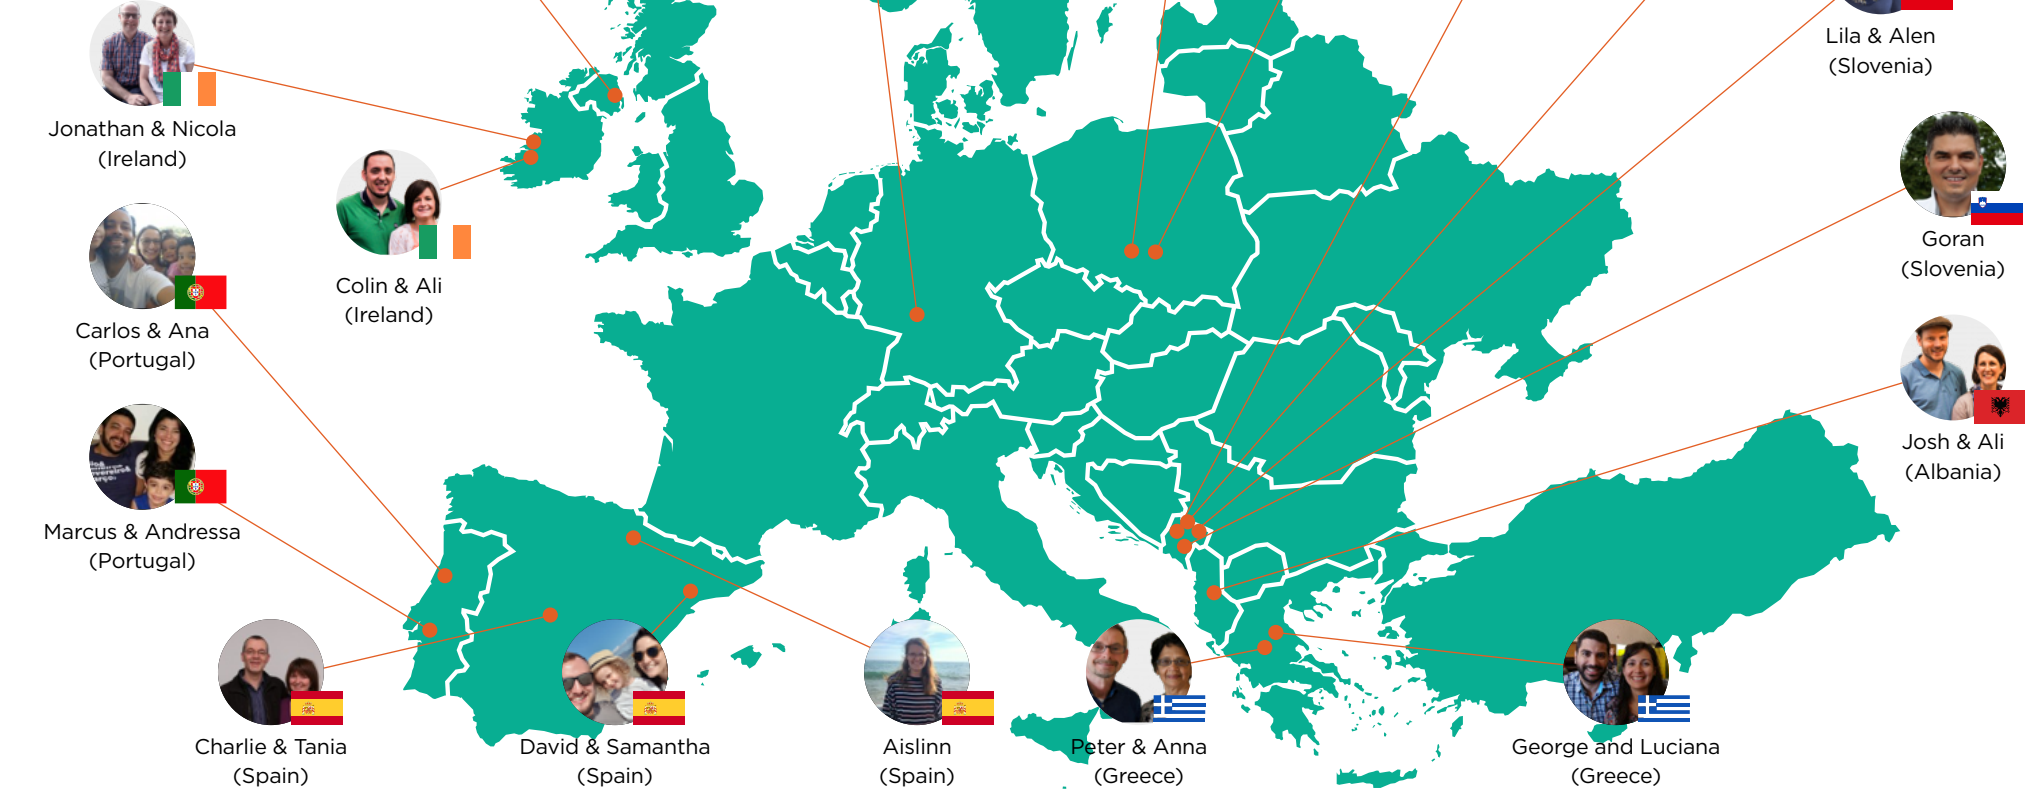 Lila & Alen
(Slovenia)
Jonathan & Nicola
(Ireland)
Goran
(Slovenia)
Colin & Ali
(Ireland)
Carlos & Ana
(Portugal)
Josh & Ali
(Albania)
Marcus & Andressa
(Portugal)
Charlie & Tania
(Spain)
David & Samantha
(Spain)
Aislinn
(Spain)
Peter & Anna
(Greece)
George and Luciana
(Greece)